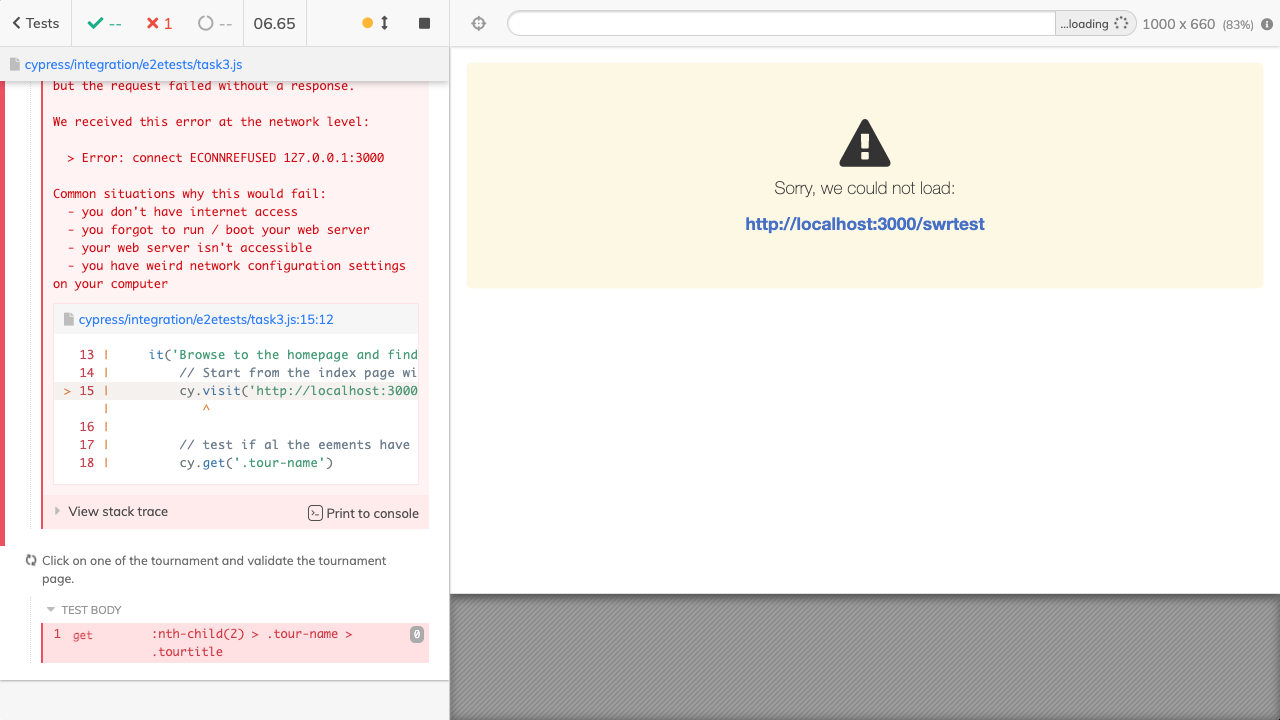 Tests
--
1
--
06.65
...loading
1000 x 660 (83%)
cypress/integration/e2etests/task3.js
but the request failed without a response.
We received this error at the network level:
> Error: connect ECONNREFUSED 127.0.0.1:3000
Common situations why this would fail:
- you don't have internet access
- you forgot to run / boot your web server
- your web server isn't accessible
- you have weird network configuration settings
on your computer
cypress/integration/e2etests/task3.js:15:12
13 | it('Browse to the homepage and find
14 | // Start from the index page wi
> 15 | cy.visit('http://localhost:3000
| ^
16 |
17 | // test if al the eements have
18 | cy.get('.tour-name')
View stack trace
Print to console
Click on one of the tournament and validate the tournament
page.
TEST BODY
1 get :nth-child(2) > .tour-name > 0
.tourtitle
Sorry, we could not load:
http://localhost:3000/swrtest